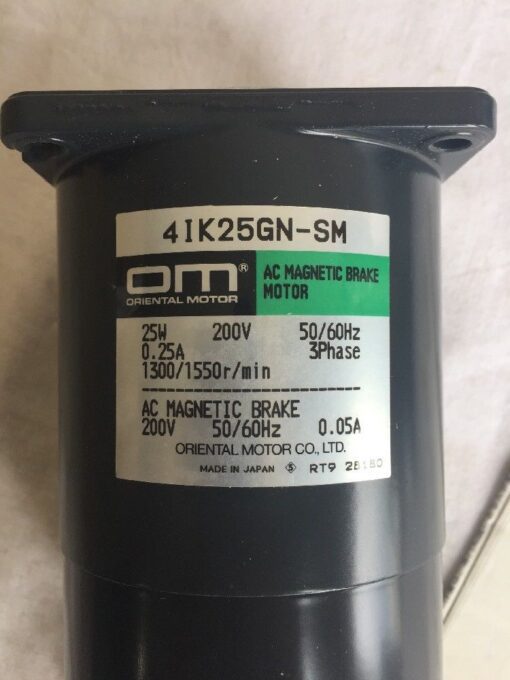 4IK25GN-SM
OM®
ORIENTAL MOTOR
AC MAGNETIC BRAKE
MOTOR
25W 200V 50/60Hz
0.25A 3Phase
1300/1550r/min
AC MAGNETIC BRAKE
200V 50/60Hz 0.05A
ORIENTAL MOTOR CO., LTD.
MADE IN JAPAN Ⓢ RT9